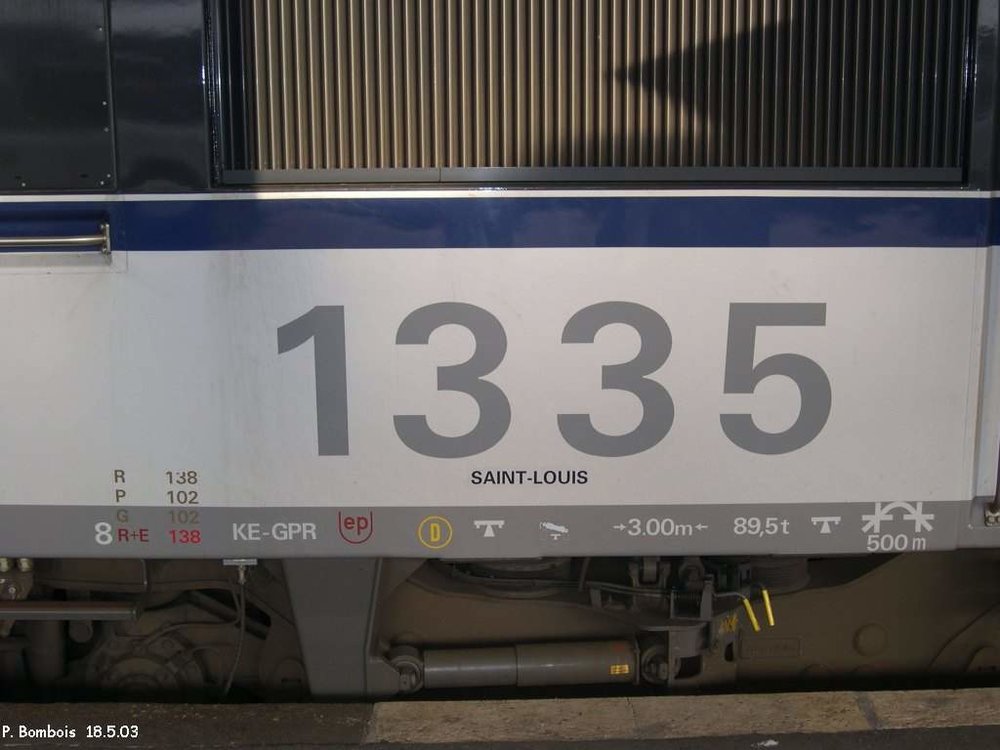 1335
SAINT-LOUIS
R 138
P 102
G 102
8 R+E 138 KE-GPR ep D →3.00m← 89,5t 500m
P. Bombois 18.5.03